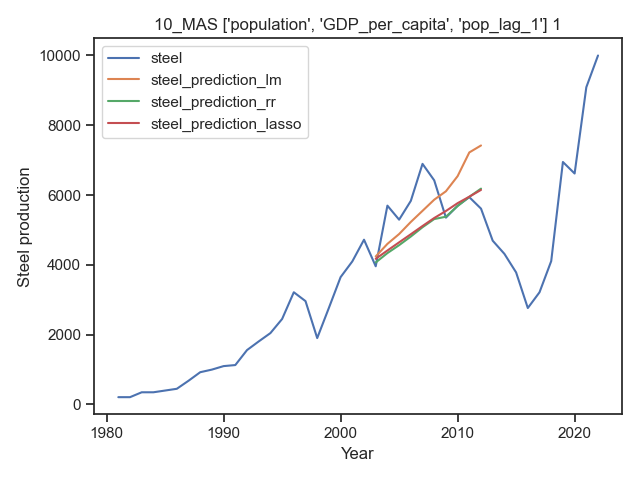 10_MAS ['population', 'GDP_per_capita', 'pop_lag_1'] 1
steel
steel_prediction_lm
steel_prediction_rr
steel_prediction_lasso
10000
8000
6000
4000
2000
0
Steel production
1980
1990
2000
2010
2020
Year